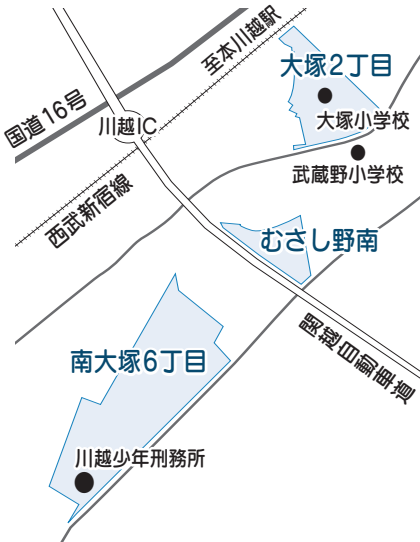 至本川越駅
大塚2丁目
国道16号
川越IC
大塚小学校
武蔵野小学校
西武新宿線
むさし野南
関越自動車道
南大塚6丁目
川越少年刑務所